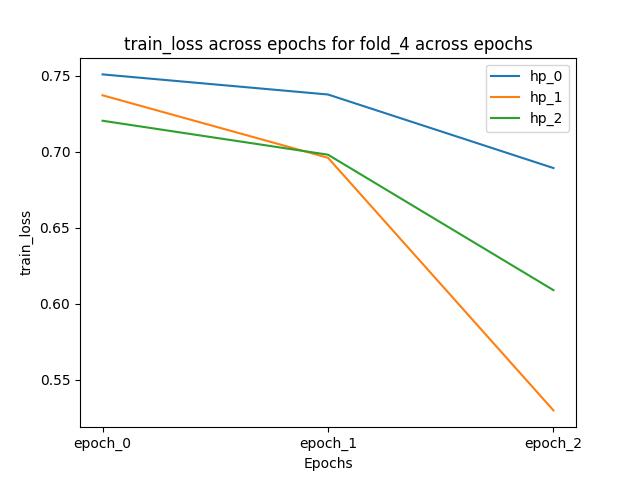 train_loss across epochs for fold_4 across epochs
hp_0
hp_1
hp_2
0.75
0.70
0.65
0.60
0.55
train_loss
epoch_0 epoch_1 epoch_2
Epochs